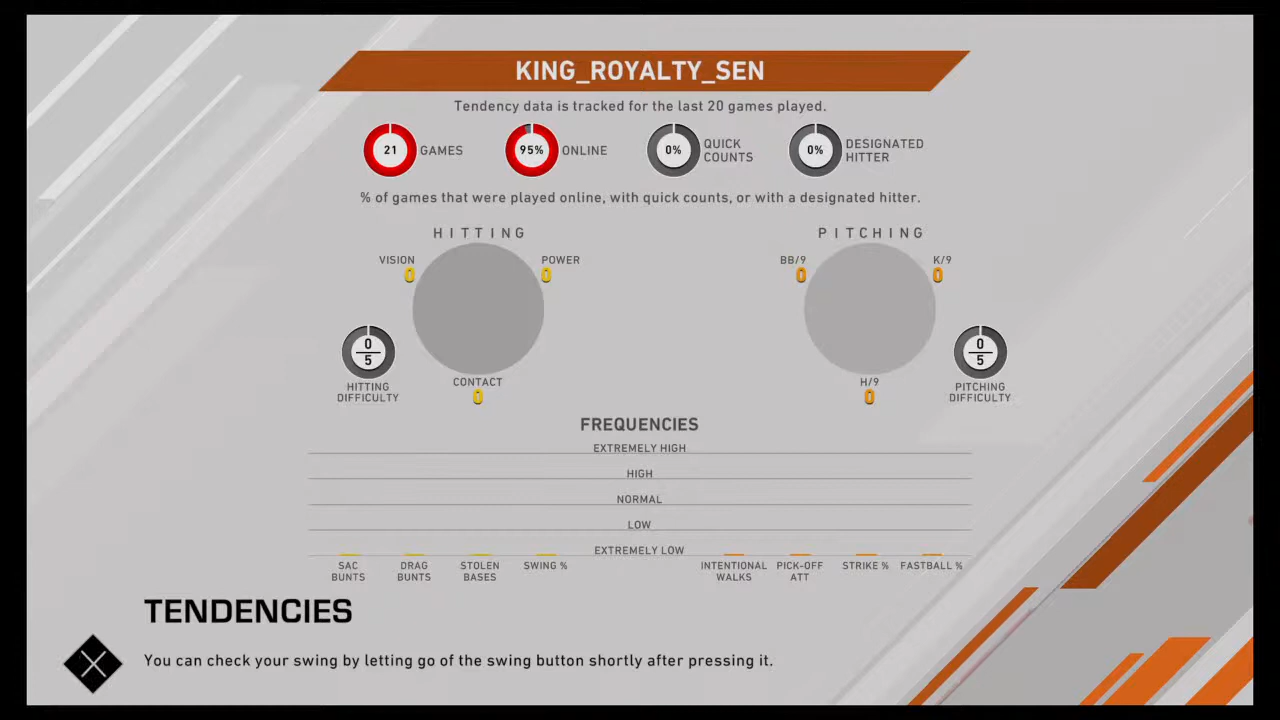 KING_ROYALTY_SEN
Tendency data is tracked for the last 20 games played.
21 GAMES
95% ONLINE
0% QUICK COUNTS
0% DESIGNATED HITTER
% of games that were played online, with quick counts, or with a designated hitter.
HITTING
VISION
0
POWER
0
0
5
HITTING
DIFFICULTY
CONTACT
0
PITCHING
BB/9
0
K/9
0
0
5
PITCHING
DIFFICULTY
H/9
0
FREQUENCIES
EXTREMELY HIGH
HIGH
NORMAL
LOW
EXTREMELY LOW
SAC BUNTS
DRAG BUNTS
STOLEN BASES
SWING %
INTENTIONAL WALKS
PICK-OFF ATT
STRIKE %
FASTBALL %
TENDENCIES
You can check your swing by letting go of the swing button shortly after pressing it.